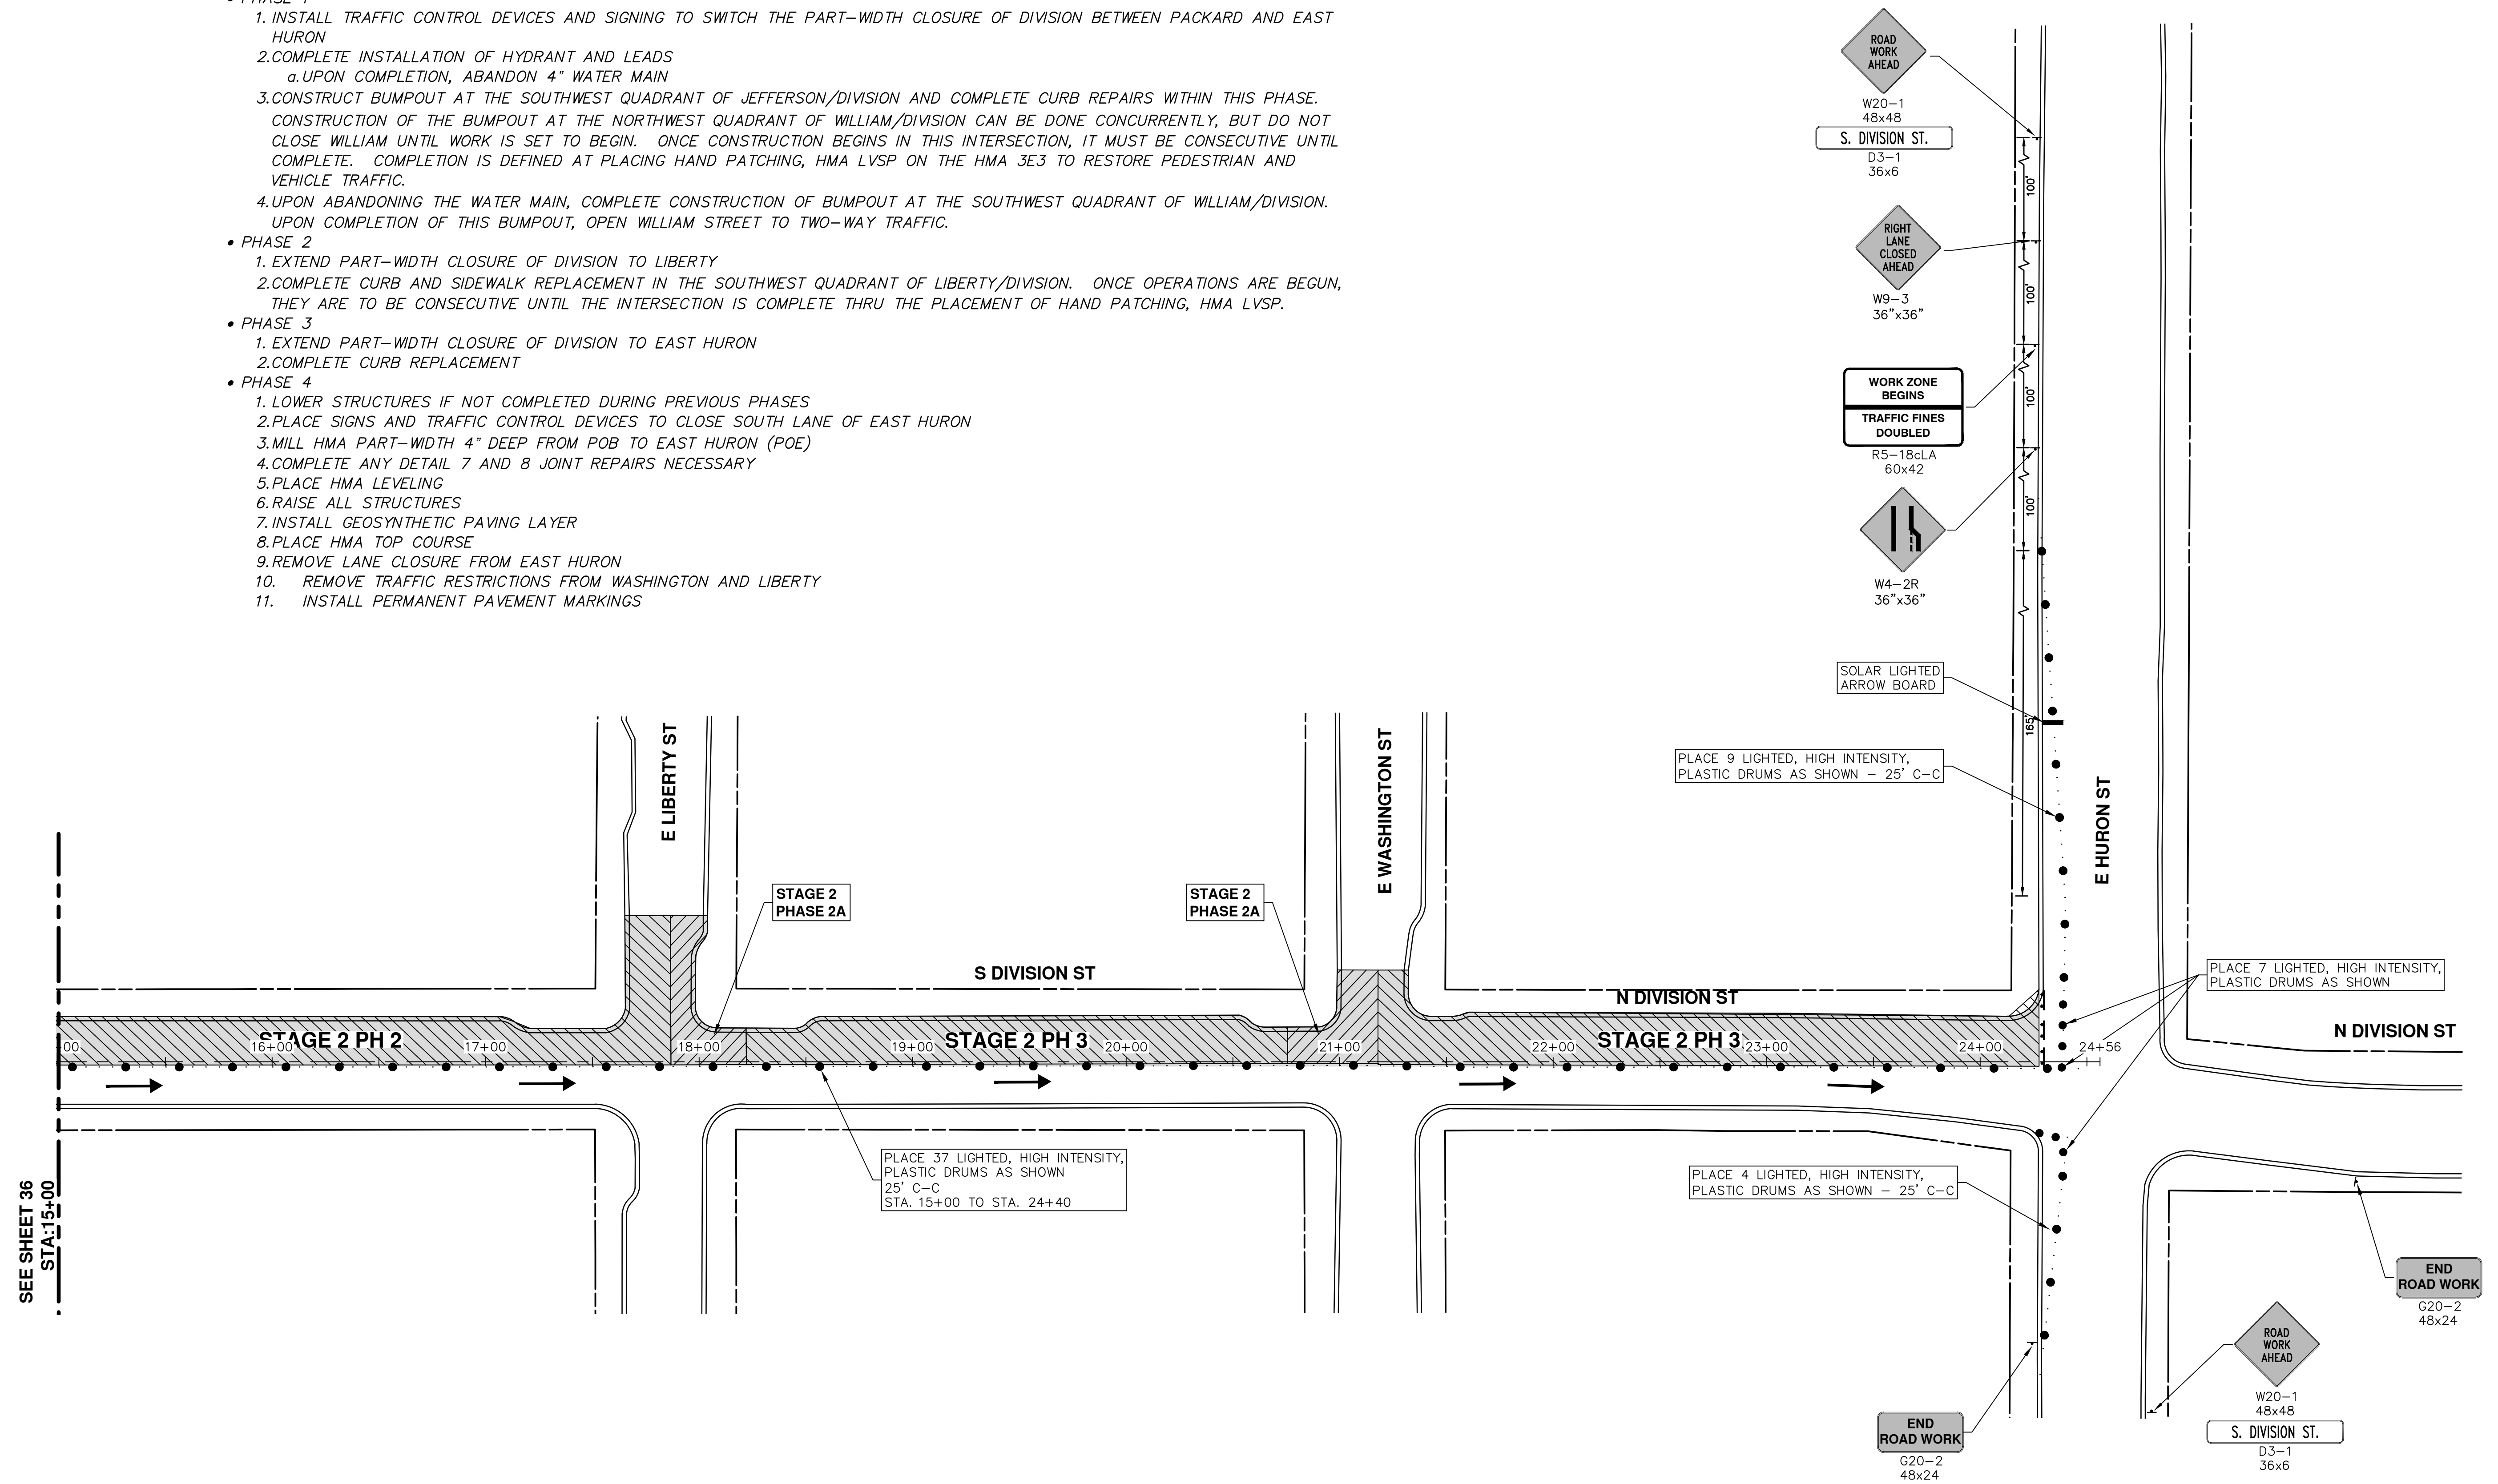 • PHASE 1
1. INSTALL TRAFFIC CONTROL DEVICES AND SIGNING TO SWITCH THE PART-WIDTH CLOSURE OF DIVISION BETWEEN PACKARD AND EAST
HURON
2.COMPLETE INSTALLATION OF HYDRANT AND LEADS
a.UPON COMPLETION, ABANDON 4" WATER MAIN
3.CONSTRUCT BUMPOUT AT THE SOUTHWEST QUADRANT OF JEFFERSON/DIVISION AND COMPLETE CURB REPAIRS WITHIN THIS PHASE.
CONSTRUCTION OF THE BUMPOUT AT THE NORTHWEST QUADRANT OF WILLIAM/DIVISION CAN BE DONE CONCURRENTLY, BUT DO NOT
CLOSE WILLIAM UNTIL WORK IS SET TO BEGIN. ONCE CONSTRUCTION BEGINS IN THIS INTERSECTION, IT MUST BE CONSECUTIVE UNTIL
COMPLETE. COMPLETION IS DEFINED AT PLACING HAND PATCHING, HMA LVSP ON THE HMA 3E3 TO RESTORE PEDESTRIAN AND
VEHICLE TRAFFIC.
4.UPON ABANDONING THE WATER MAIN, COMPLETE CONSTRUCTION OF BUMPOUT AT THE SOUTHWEST QUADRANT OF WILLIAM/DIVISION.
UPON COMPLETION OF THIS BUMPOUT, OPEN WILLIAM STREET TO TWO-WAY TRAFFIC.
• PHASE 2
1. EXTEND PART-WIDTH CLOSURE OF DIVISION TO LIBERTY
2.COMPLETE CURB AND SIDEWALK REPLACEMENT IN THE SOUTHWEST QUADRANT OF LIBERTY/DIVISION. ONCE OPERATIONS ARE BEGUN,
THEY ARE TO BE CONSECUTIVE UNTIL THE INTERSECTION IS COMPLETE THRU THE PLACEMENT OF HAND PATCHING, HMA LVSP.
• PHASE 3
1. EXTEND PART-WIDTH CLOSURE OF DIVISION TO EAST HURON
2.COMPLETE CURB REPLACEMENT
• PHASE 4
1. LOWER STRUCTURES IF NOT COMPLETED DURING PREVIOUS PHASES
2.PLACE SIGNS AND TRAFFIC CONTROL DEVICES TO CLOSE SOUTH LANE OF EAST HURON
3.MILL HMA PART-WIDTH 4" DEEP FROM POB TO EAST HURON (POE)
4.COMPLETE ANY DETAIL 7 AND 8 JOINT REPAIRS NECESSARY
5.PLACE HMA LEVELING
6.RAISE ALL STRUCTURES
7.INSTALL GEOSYNTHETIC PAVING LAYER
8.PLACE HMA TOP COURSE
9.REMOVE LANE CLOSURE FROM EAST HURON
10. REMOVE TRAFFIC RESTRICTIONS FROM WASHINGTON AND LIBERTY
11. INSTALL PERMANENT PAVEMENT MARKINGS
ROAD
WORK
AHEAD
W20-1
48x48
S. DIVISION ST.
D3-1
36x6
100'
RIGHT
LANE
CLOSED
AHEAD
W9-3
36"x36"
100'
WORK ZONE
BEGINS
TRAFFIC FINES
DOUBLED
R5-18cLA
60x42
100'
W4-2R
36"x36"
100'
SOLAR LIGHTED
ARROW BOARD
165'
PLACE 9 LIGHTED, HIGH INTENSITY,
PLASTIC DRUMS AS SHOWN - 25' C-C
E HURON ST
E LIBERTY ST
E WASHINGTON ST
STAGE 2
PHASE 2A
STAGE 2
PHASE 2A
S DIVISION ST
N DIVISION ST
PLACE 7 LIGHTED, HIGH INTENSITY,
PLASTIC DRUMS AS SHOWN
N DIVISION ST
STAGE 2 PH 2
STAGE 2 PH 3
STAGE 2 PH 3
00
16+00
17+00
18+00
19+00
20+00
21+00
22+00
23+00
24+00
24+56
SEE SHEET 36
STA:15+00
PLACE 37 LIGHTED, HIGH INTENSITY,
PLASTIC DRUMS AS SHOWN
25' C-C
STA. 15+00 TO STA. 24+40
PLACE 4 LIGHTED, HIGH INTENSITY,
PLASTIC DRUMS AS SHOWN - 25' C-C
END
ROAD WORK
G20-2
48x24
ROAD
WORK
AHEAD
W20-1
48x48
S. DIVISION ST.
D3-1
36x6
END
ROAD WORK
G20-2
48x24